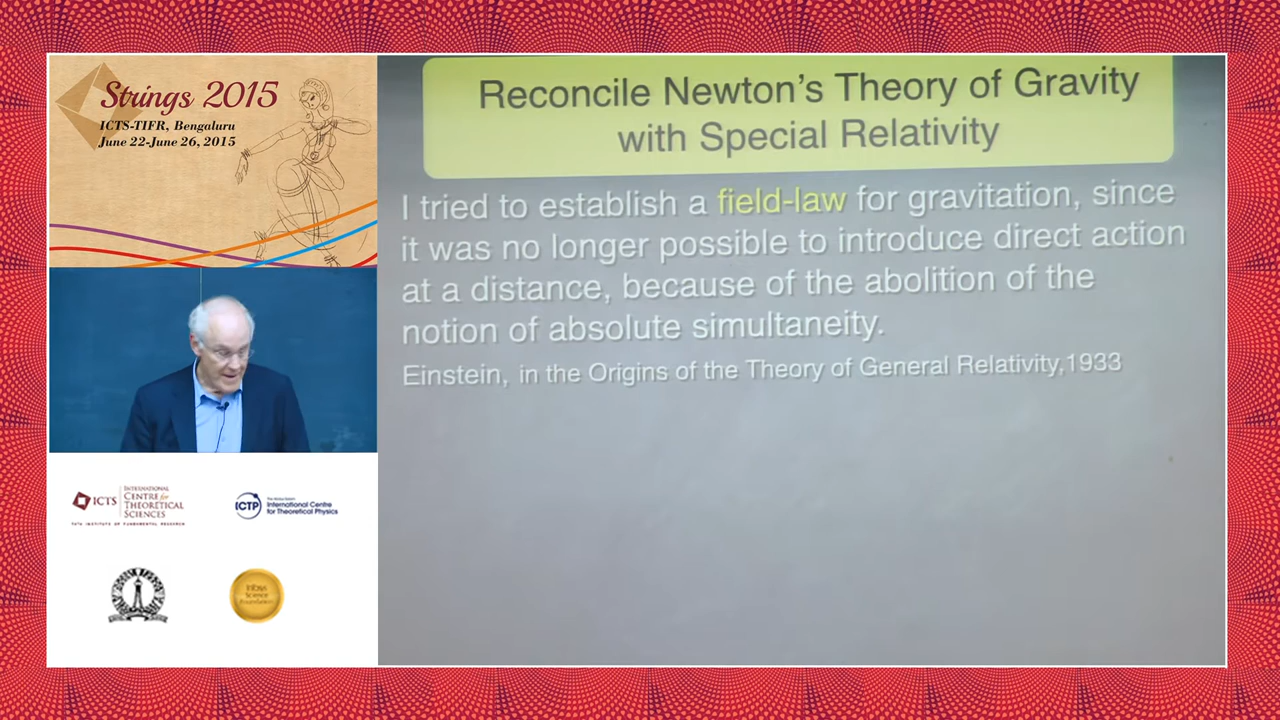 Strings 2015
ICTS-TIFR, Bengaluru
June 22-June 26, 2015
Reconcile Newton's Theory of Gravity
with Special Relativity
I tried to establish a field-law for gravitation, since
it was no longer possible to introduce direct action
at a distance, because of the abolition of the
notion of absolute simultaneity.
Einstein, in the Origins of the Theory of General Relativity,1933
ICTS
INTERNATIONAL
CENTRE for
THEORETICAL
SCIENCES
TATA INSTITUTE OF FUNDAMENTAL RESEARCH
ICTP
International Centre
for Theoretical Physics
Infosys
Science
Foundation